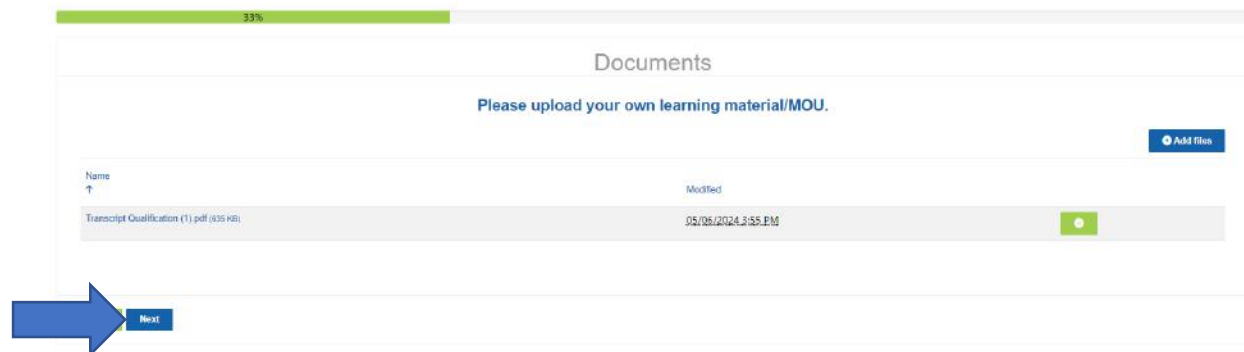 33%
Documents
Please upload your own learning material/MOU.
Add files
Name
Modified
Transcript Qualification (1).pdf (635 KB)
05/06/2024 3:55 PM
Next